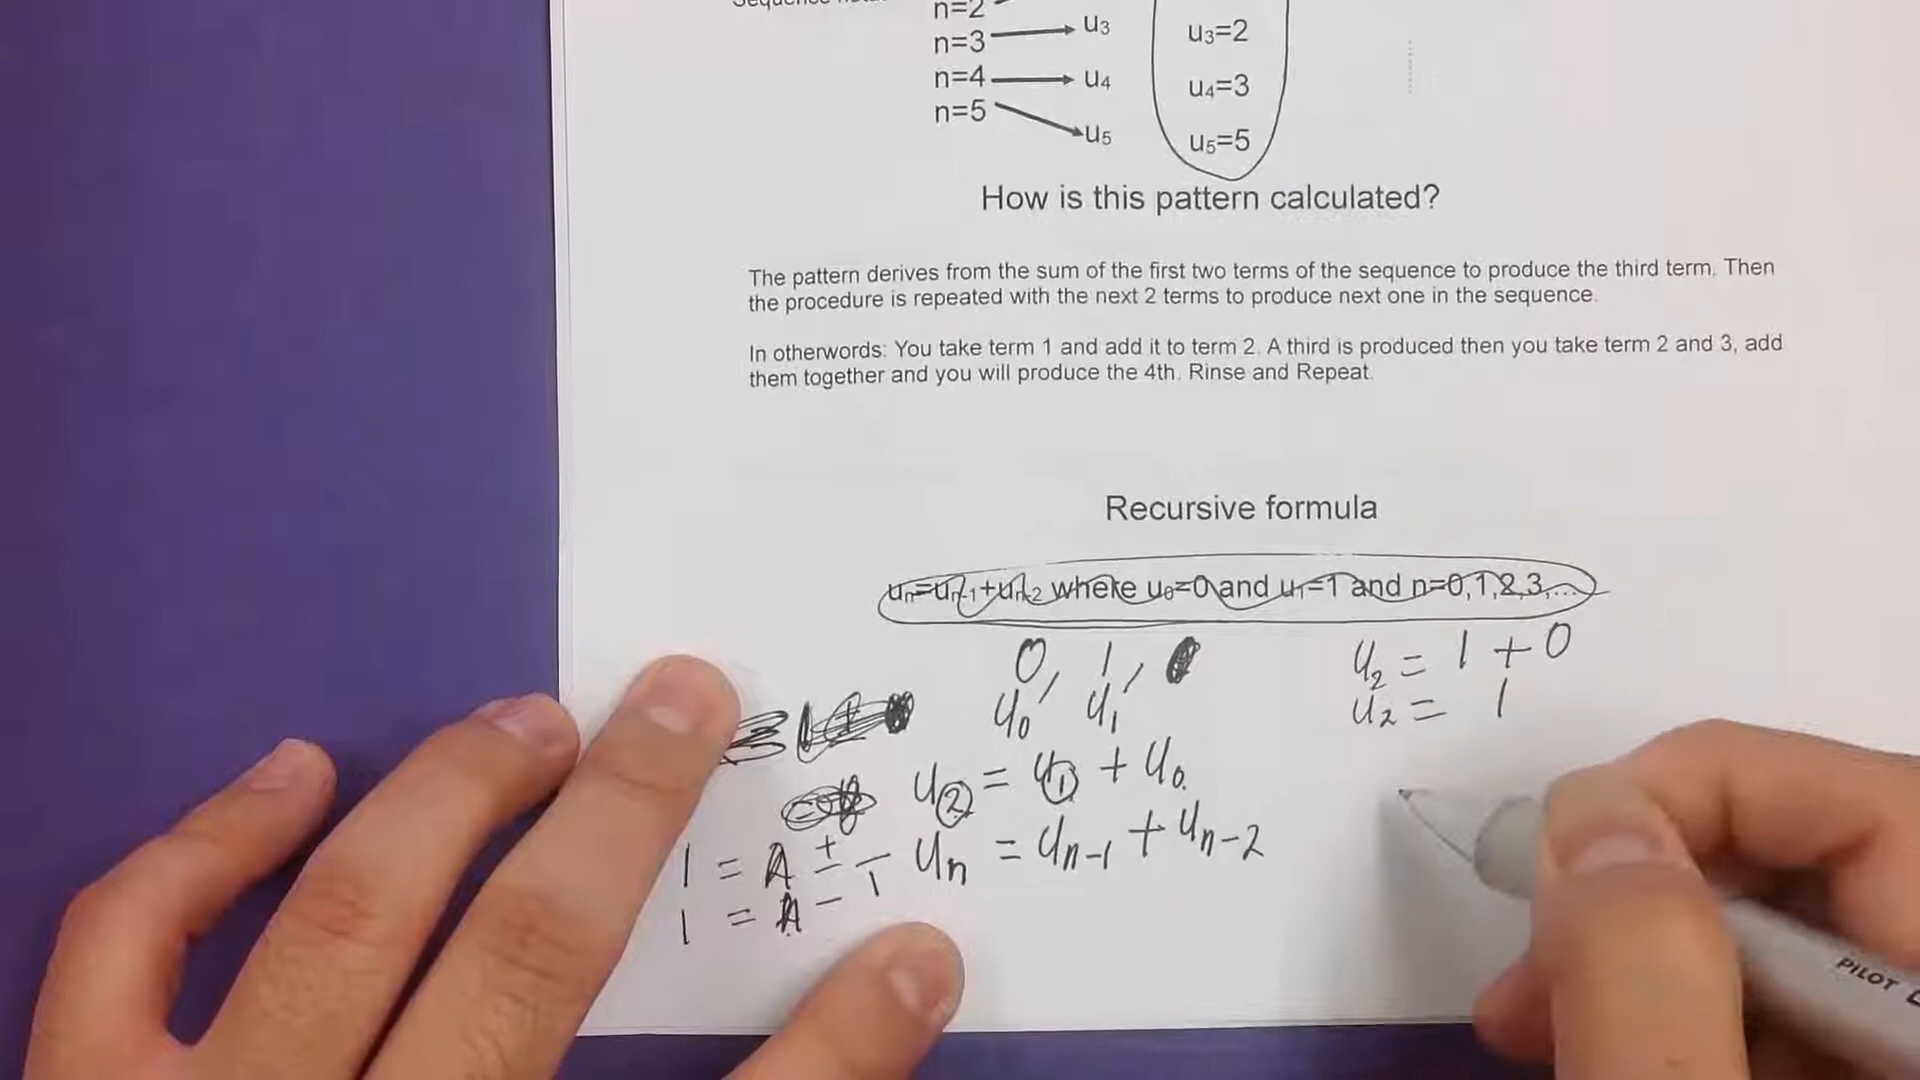 Sequence
n=2
n=3 u3 u3=2
n=4 u4 u4=3
n=5 u5 u5=5
How is this pattern calculated?
The pattern derives from the sum of the first two terms of the sequence to produce the third term. Then
the procedure is repeated with the next 2 terms to produce next one in the sequence.
In otherwords: You take term 1 and add it to term 2. A third is produced then you take term 2 and 3, add
them together and you will produce the 4th. Rinse and Repeat.
Recursive formula
un=un-1+un-2 where u0=0 and u1=1 and n=0,1,2,3,...
0, 1,
u0 u1
u2 = 1 + 0
u2 = 1
u2 = u1 + u0
un = un-1 + un-2
1 = A + - 1
1 = A -
PILOT